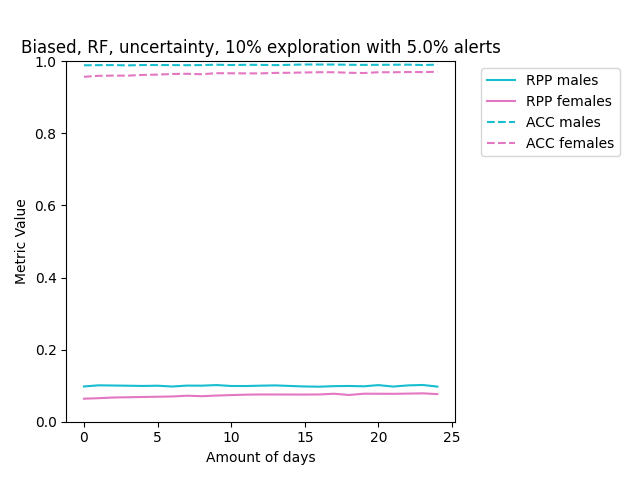 Biased, RF, uncertainty, 10% exploration with 5.0% alerts
RPP males
RPP females
ACC males
ACC females
Metric Value
1.0
0.8
0.6
0.4
0.2
0.0
0 5 10 15 20 25
Amount of days